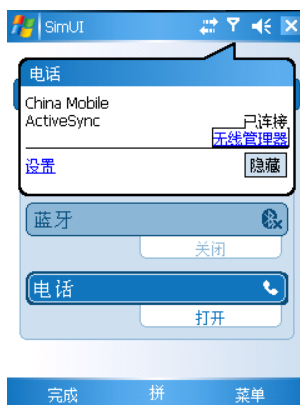 SimUI
电话
China Mobile
ActiveSync 已连接
无线管理器
设置 隐藏
蓝牙
关闭
电话
打开
完成 拼 菜单